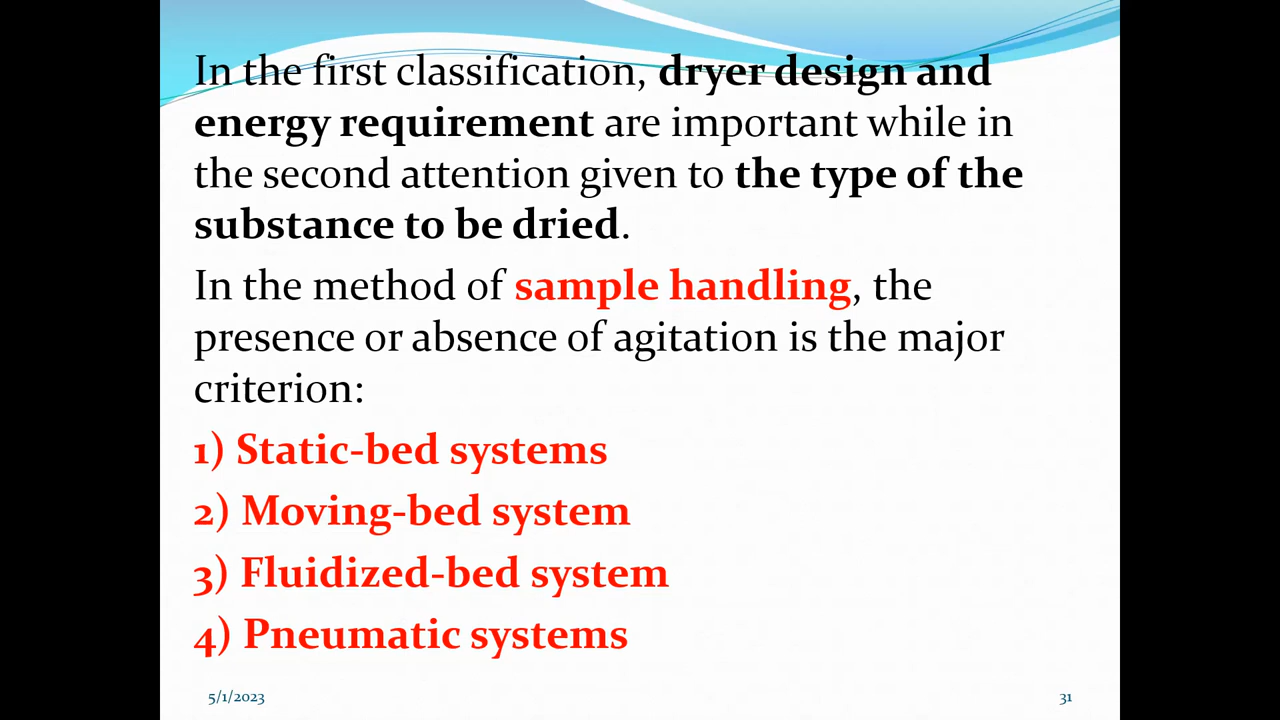 In the first classification, dryer design and
energy requirement are important while in
the second attention given to the type of the
substance to be dried.
In the method of sample handling, the
presence or absence of agitation is the major
criterion:
1) Static-bed systems
2) Moving-bed system
3) Fluidized-bed system
4) Pneumatic systems
5/1/2023
31